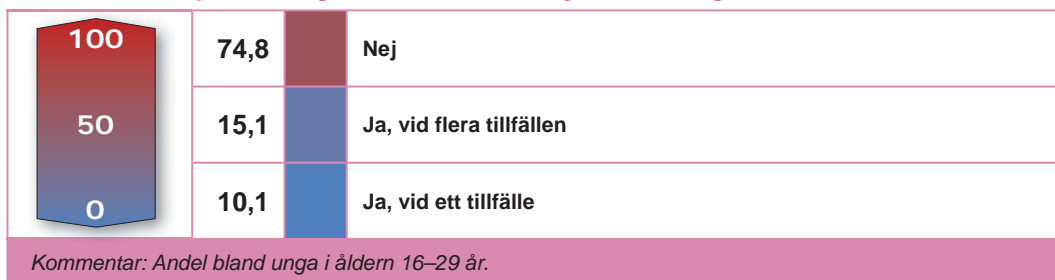 100
50
0
74,8 Nej
15,1 Ja, vid flera tillfällen
10,1 Ja, vid ett tillfälle
Kommentar: Andel bland unga i åldern 16–29 år.